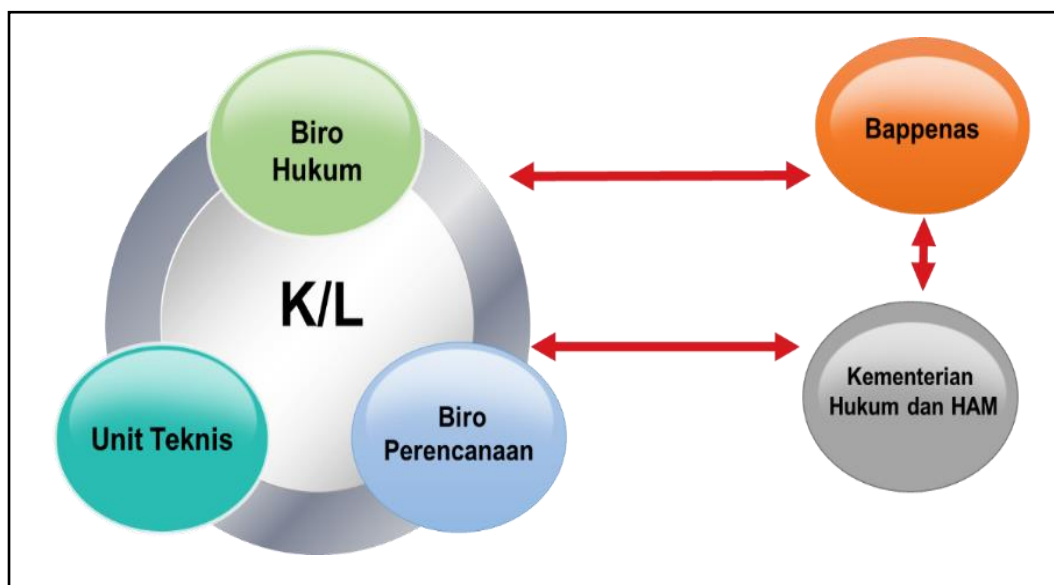 Biro
Hukum
K/L
Unit Teknis
Biro
Perencanaan
Bappenas
Kementerian
Hukum dan HAM